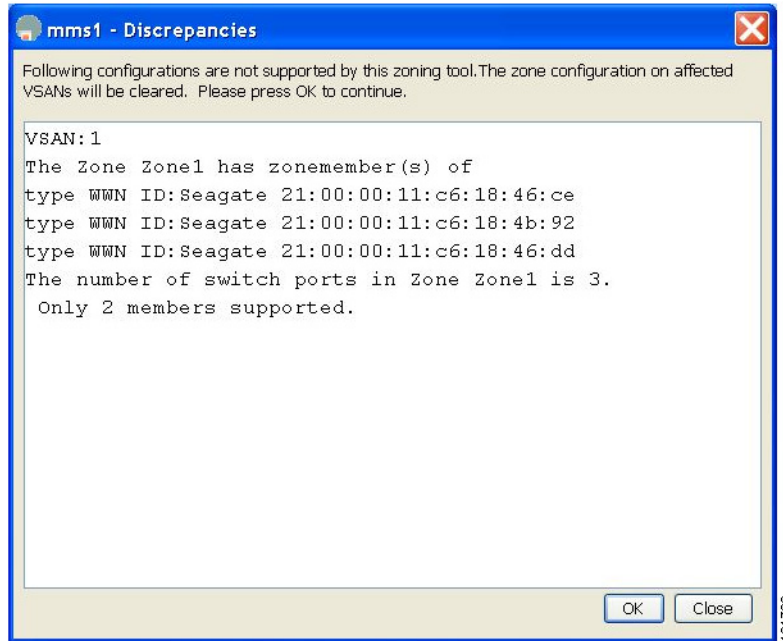 mms1 - Discrepancies
Following configurations are not supported by this zoning tool.The zone configuration on affected
VSANs will be cleared. Please press OK to continue.
VSAN:1
The Zone Zone1 has zonemember(s) of
type WWN ID:Seagate 21:00:00:11:c6:18:46:ce
type WWN ID:Seagate 21:00:00:11:c6:18:4b:92
type WWN ID:Seagate 21:00:00:11:c6:18:46:dd
The number of switch ports in Zone Zone1 is 3.
Only 2 members supported.
OK Close